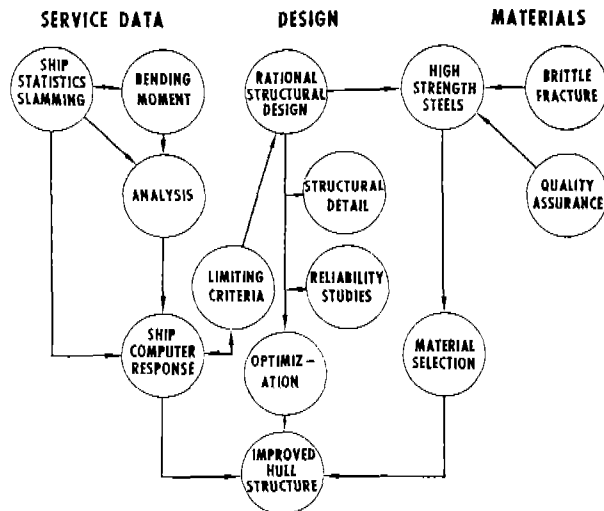 SERVICE DATA
DESIGN
MATERIALS
SHIP
STATISTICS
SLAMMING
BENDING
MOMENT
RATIONAL
STRUCTURAL
DESIGN
HIGH
STRENGTH
STEELS
BRITTLE
FRACTURE
ANALYSIS
STRUCTURAL
DETAIL
QUALITY
ASSURANCE
LIMITING
CRITERIA
RELIABILITY
STUDIES
SHIP
COMPUTER
RESPONSE
OPTIMIZ-
ATION
MATERIAL
SELECTION
IMPROVED
HULL
STRUCTURE